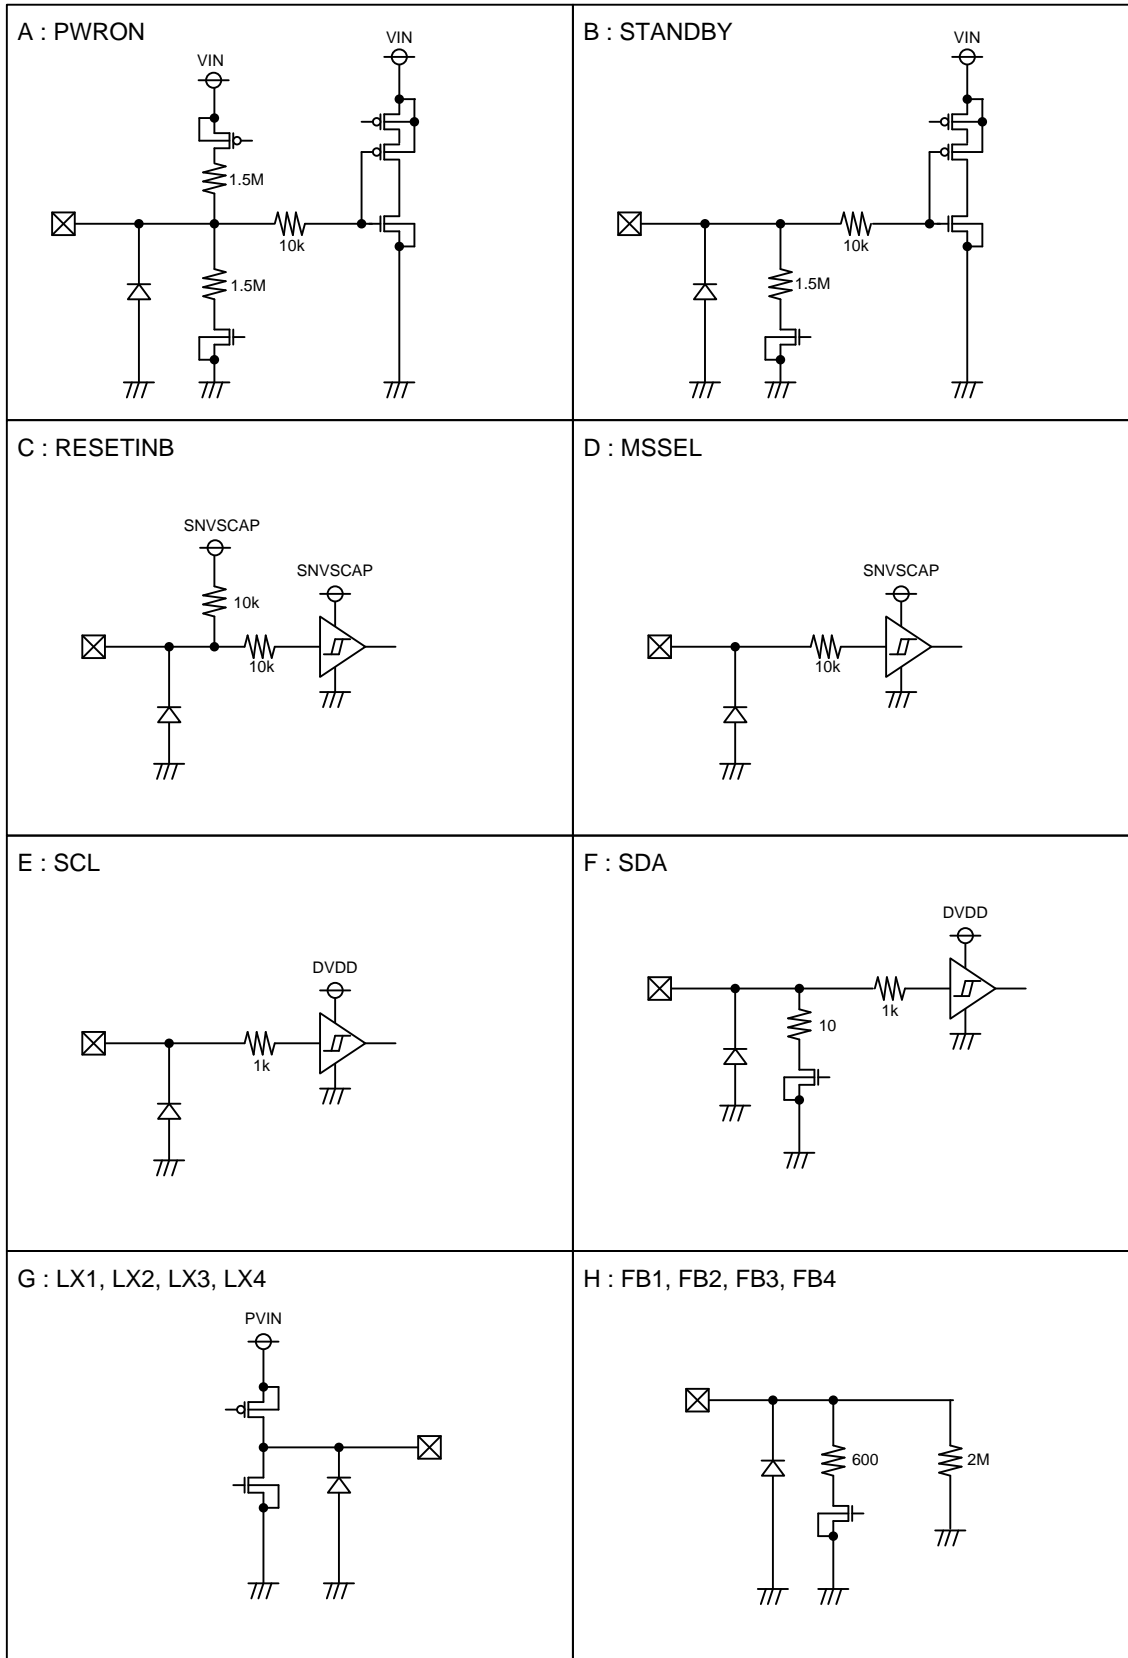 A : PWRON
VIN
VIN
1.5M
10k
1.5M
B : STANDBY
VIN
10k
1.5M
C : RESETINB
SNVSCAP
SNVSCAP
10k
10k
D : MSSEL
SNVSCAP
10k
E : SCL
DVDD
1k
F : SDA
DVDD
1k
10
G : LX1, LX2, LX3, LX4
PVIN
H : FB1, FB2, FB3, FB4
600
2M